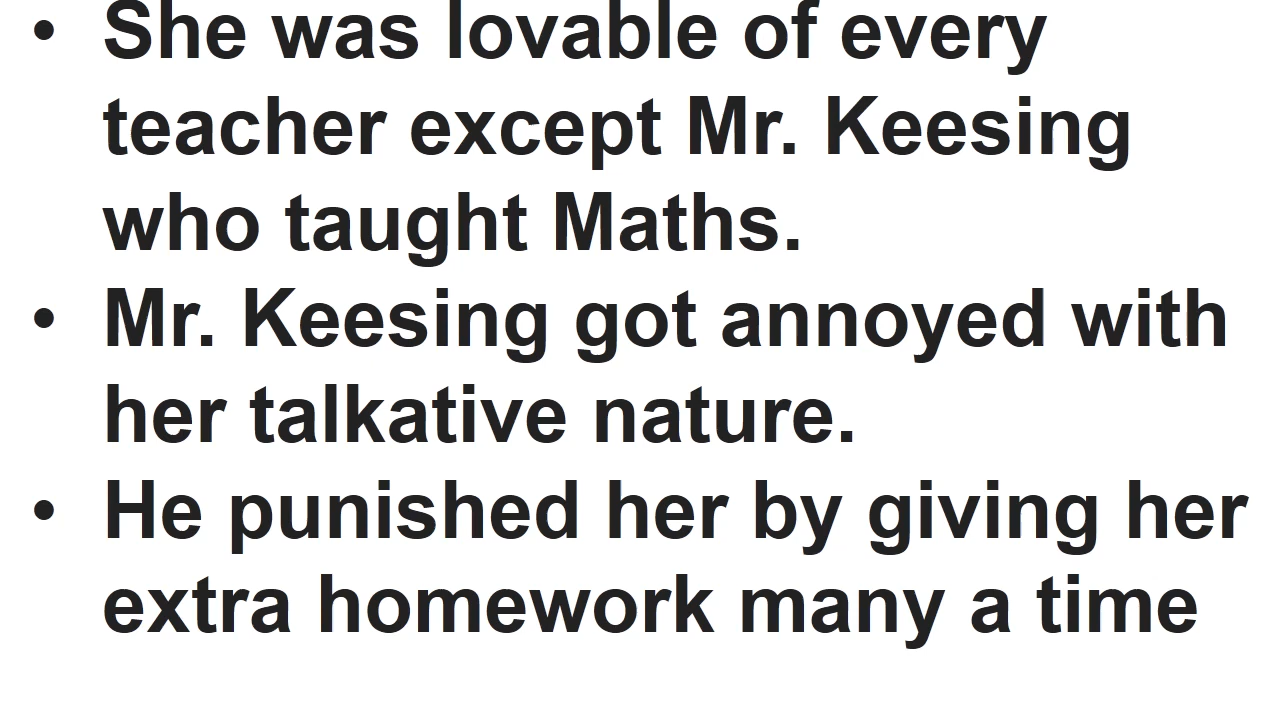 • She was lovable of every
teacher except Mr. Keesing
who taught Maths.
• Mr. Keesing got annoyed with
her talkative nature.
• He punished her by giving her
extra homework many a time